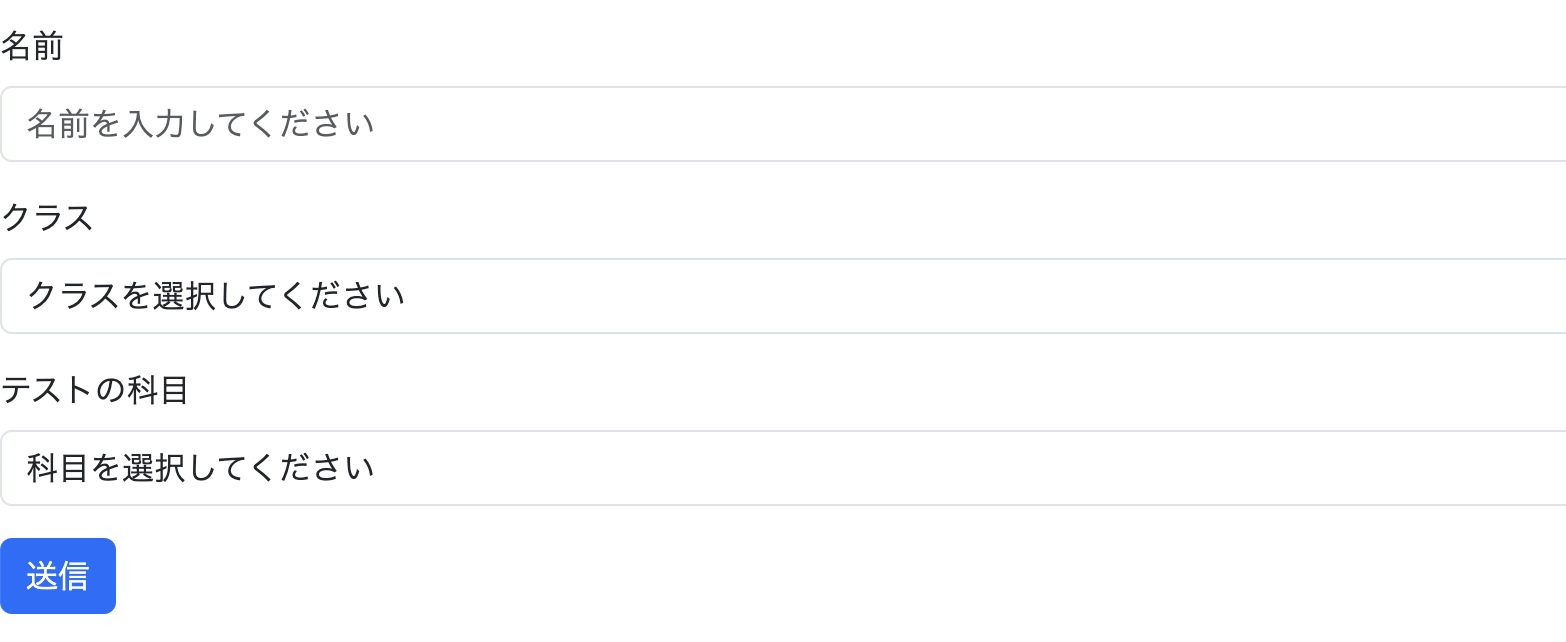 名前
名前を入力してください
クラス
クラスを選択してください
テストの科目
科目を選択してください
送信